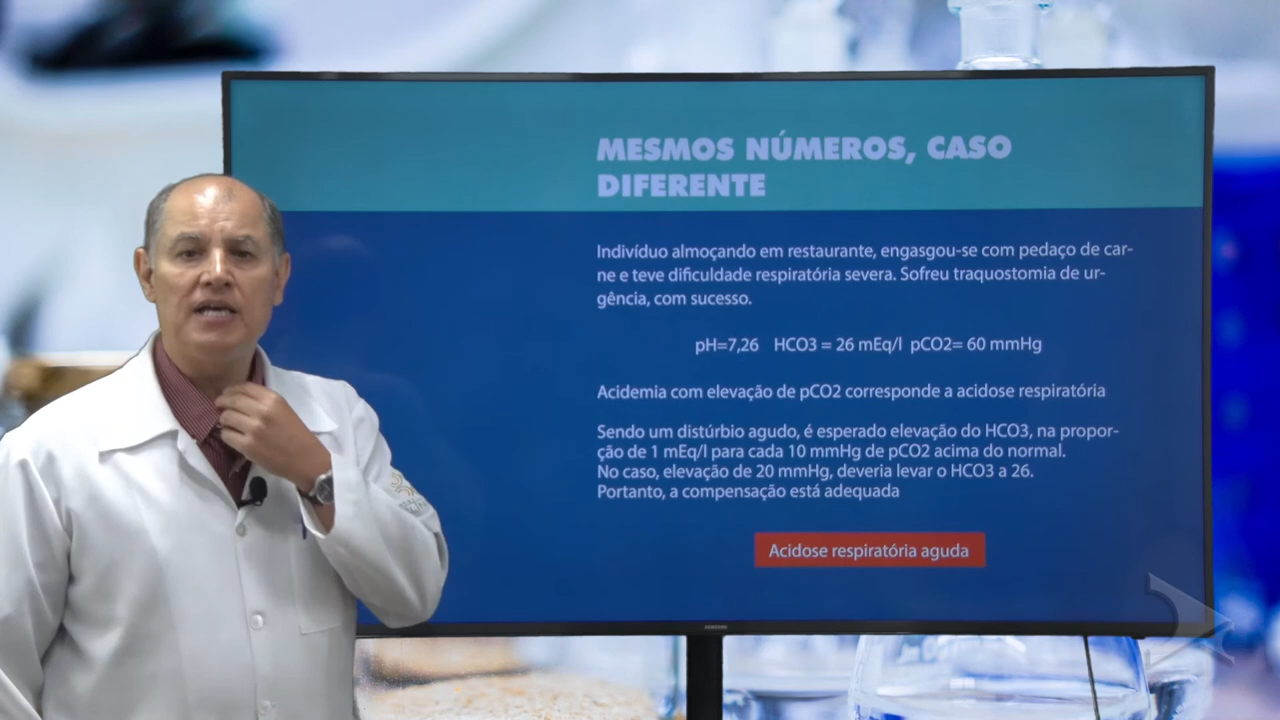 MESMOS NÚMEROS, CASO
DIFERENTE
Indivíduo almoçando em restaurante, engasgou-se com pedaço de car-
ne e teve dificuldade respiratória severa. Sofreu traquostomia de ur-
gência, com sucesso.
pH=7,26 HCO3 = 26 mEq/l pCO2= 60 mmHg
Acidemia com elevação de pCO2 corresponde a acidose respiratória
Sendo um distúrbio agudo, é esperado elevação do HCO3, na propor-
ção de 1 mEq/l para cada 10 mmHg de pCO2 acima do normal.
No caso, elevação de 20 mmHg, deveria levar o HCO3 a 26.
Portanto, a compensação está adequada
Acidose respiratória aguda
SAMSUNG